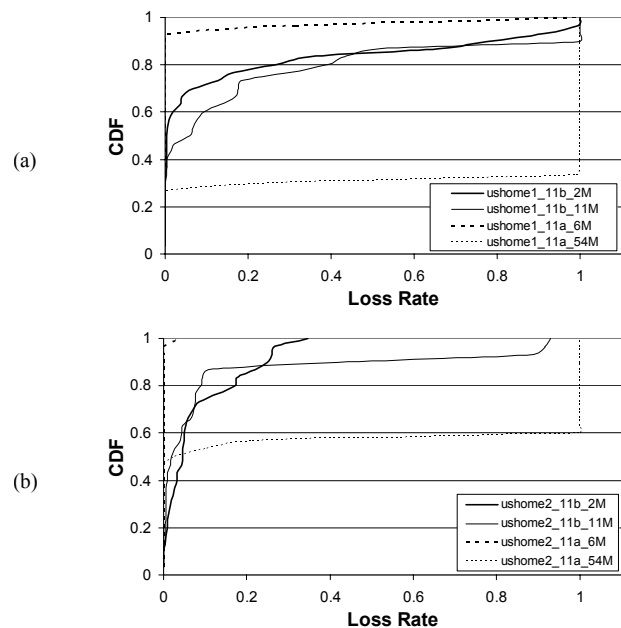 (a)
CDF
1
0.8
0.6
0.4
0.2
0
ushome1_11b_2M
ushome1_11b_11M
ushome1_11a_6M
ushome1_11a_54M
0 0.2 0.4 0.6 0.8 1
Loss Rate
(b)
CDF
1
0.8
0.6
0.4
0.2
0
ushome2_11b_2M
ushome2_11b_11M
ushome2_11a_6M
ushome2_11a_54M
0 0.2 0.4 0.6 0.8 1
Loss Rate